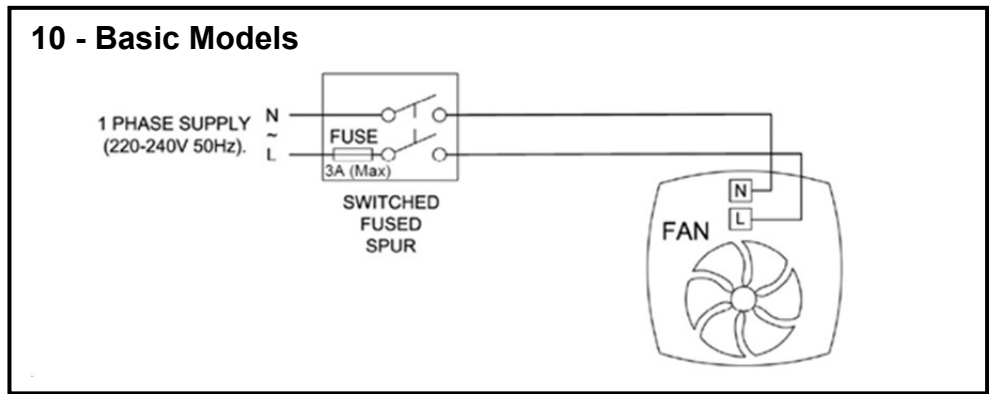 10 - Basic Models
1 PHASE SUPPLY
(220-240V 50Hz).
N
~
L
FUSE
3A (Max)
SWITCHED
FUSED
SPUR
N
L
FAN